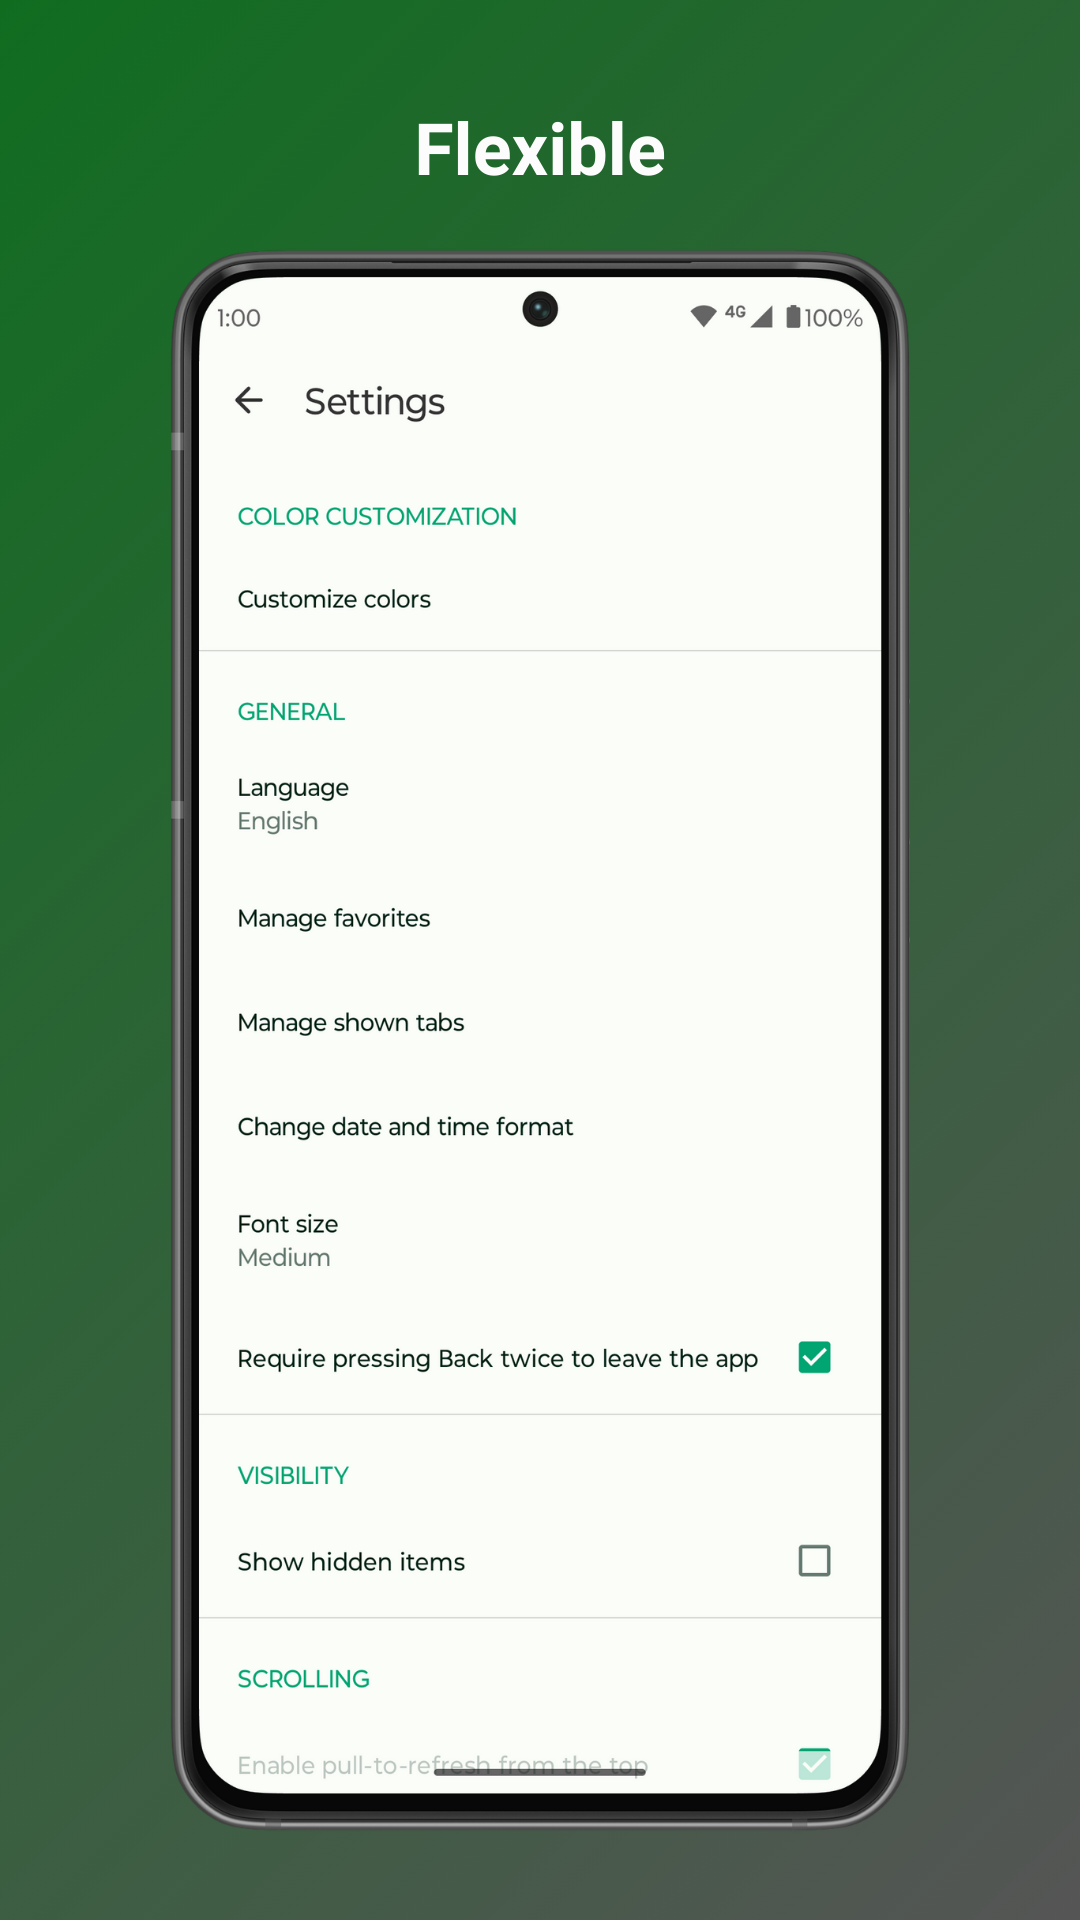 Flexible
1:00
4G
100%
Settings
COLOR CUSTOMIZATION
Customize colors
GENERAL
Language
English
Manage favorites
Manage shown tabs
Change date and time format
Font size
Medium
Require pressing Back twice to leave the app
VISIBILITY
Show hidden items
SCROLLING
Enable pull-to-refresh from the top